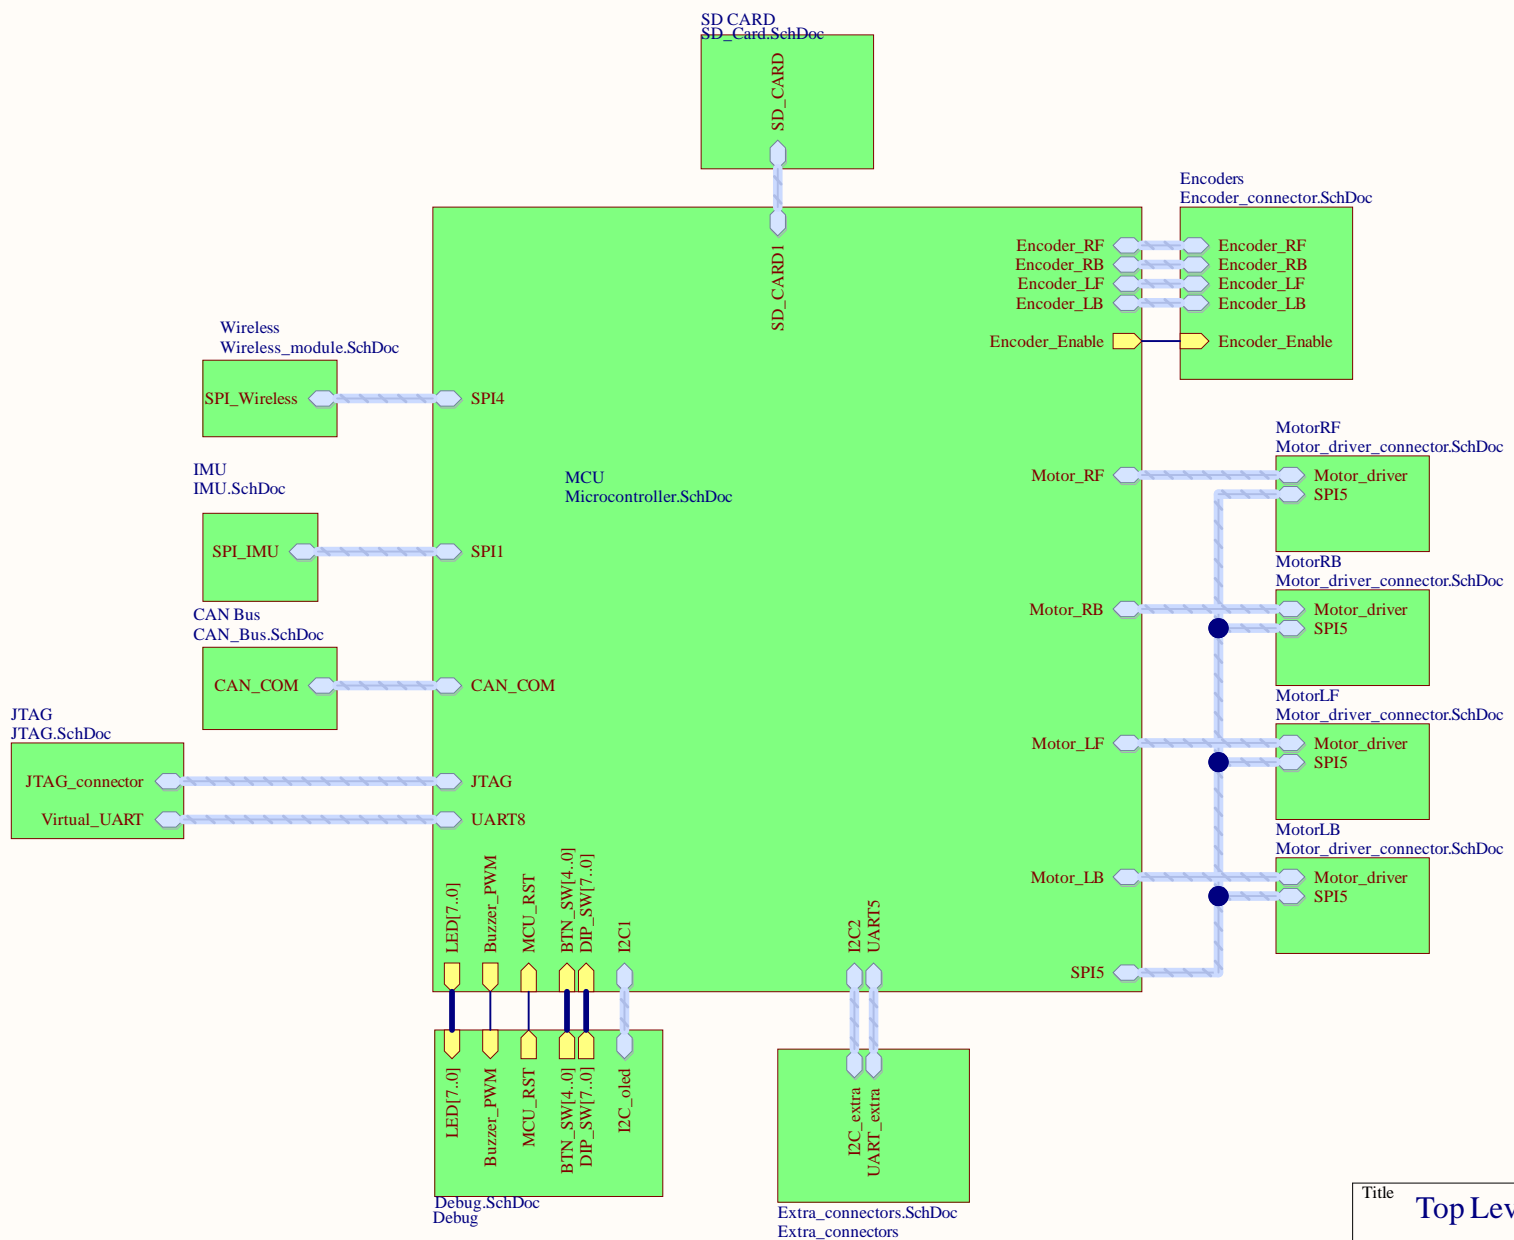 SD CARD
SD_Card.SchDoc
SD_CARD
SD_CARD1
Encoders
Encoder_connector.SchDoc
Encoder_RF
Encoder_RF
Encoder_RB
Encoder_RB
Encoder_LF
Encoder_LF
Encoder_LB
Encoder_LB
Encoder_Enable
Encoder_Enable
Wireless
Wireless_module.SchDoc
SPI_Wireless
SPI4
MotorRF
Motor_driver_connector.SchDoc
Motor_RF
Motor_driver
SPI5
IMU
IMU.SchDoc
MCU
Microcontroller.SchDoc
SPI_IMU
SPI1
MotorRB
Motor_driver_connector.SchDoc
Motor_RB
Motor_driver
SPI5
CAN Bus
CAN_Bus.SchDoc
CAN_COM
CAN_COM
MotorLF
Motor_driver_connector.SchDoc
Motor_LF
Motor_driver
SPI5
JTAG
JTAG.SchDoc
JTAG_connector
JTAG
Virtual_UART
UART8
MotorLB
Motor_driver_connector.SchDoc
Motor_LB
Motor_driver
SPI5
SPI5
LED[7..0]
Buzzer_PWM
MCU_RST
BTN_SW[4..0]
DIP_SW[7..0]
I2C1
I2C2
UART5
LED[7..0]
Buzzer_PWM
MCU_RST
BTN_SW[4..0]
DIP_SW[7..0]
I2C_oled
I2C_extra
UART_extra
Debug.SchDoc
Debug
Extra_connectors.SchDoc
Extra_connectors
Title
Top Lev